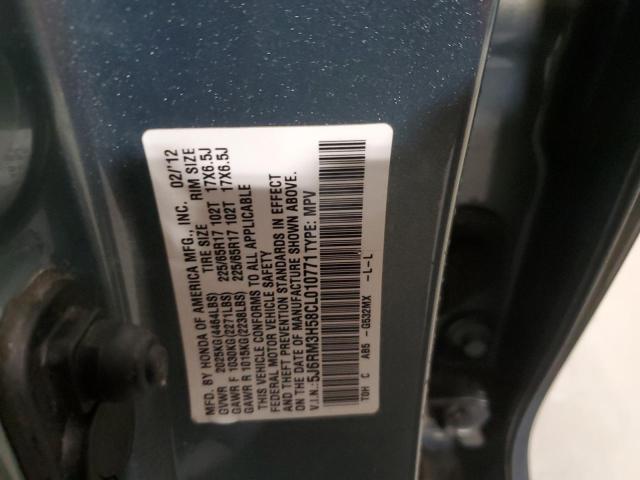 MFD. BY HONDA OF AMERICA MFG., INC. 02/'12
GVWR 2025KG(4464LBS) TIRE SIZE RIM SIZE
GAWR F 1030KG(2271LBS) 225/65R17 102T 17X6.5J
GAWR R 1015KG(2238LBS) 225/65R17 102T 17X6.5J
THIS VEHICLE CONFORMS TO ALL APPLICABLE
FEDERAL MOTOR VEHICLE SAFETY
AND THEFT PREVENTION STANDARDS IN EFFECT
ON THE DATE OF MANUFACTURE SHOWN ABOVE.
V.I.N.: 5J6RM3H58CL010771 TYPE: MPV
TDH C A85 - G532MX - L - L